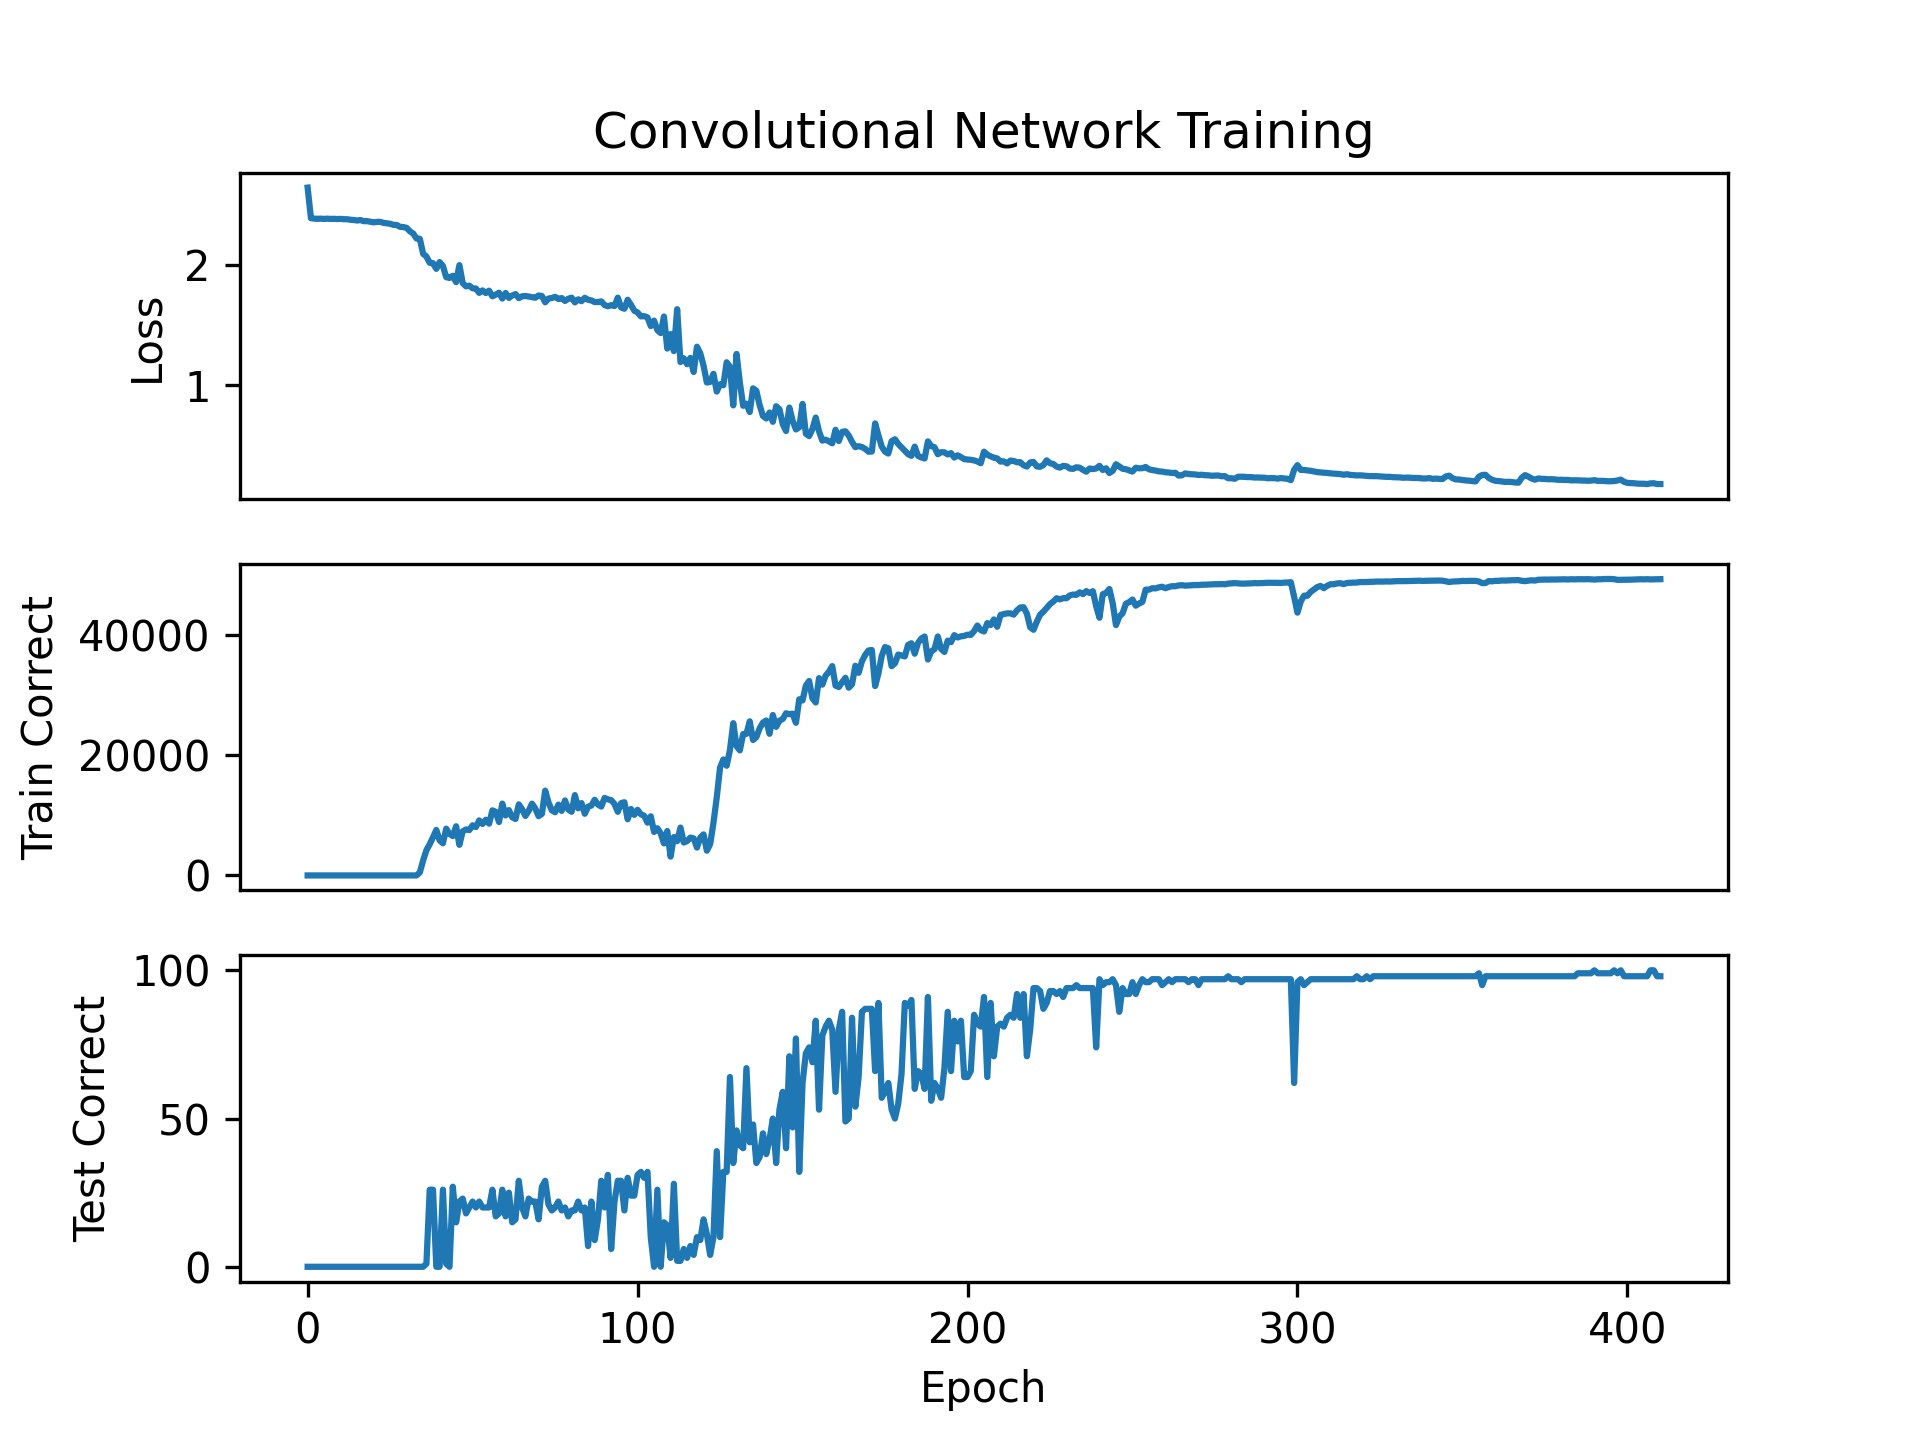 Convolutional Network Training
Loss
2
1
Train Correct
40000
20000
0
Test Correct
100
50
0
0 100 200 300 400
Epoch